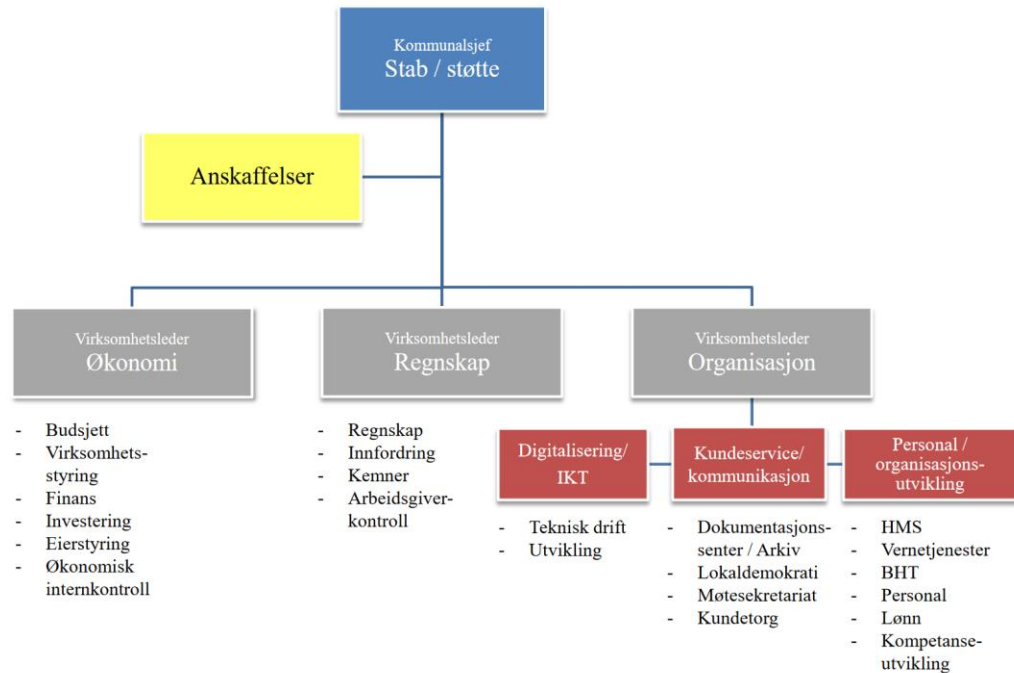 Kommunalsjef
Stab / støtte
Anskaffelser
Virksomhetsleder
Økonomi
- Budsjett
- Virksomhets-
styring
- Finans
- Investering
- Eierstyring
- Økonomisk
internkontroll
Virksomhetsleder
Regnskap
- Regnskap
- Innfordring
- Kemner
- Arbeidsgiver-
kontroll
Virksomhetsleder
Organisasjon
Digitalisering/
IKT
- Teknisk drift
- Utvikling
Kundeservice/
kommunikasjon
- Dokumentasjons-
senter / Arkiv
- Lokaldemokrati
- Møtesekretariat
- Kundetorg
Personal /
organisasjons-
utvikling
- HMS
- Vernetjenester
- BHT
- Personal
- Lønn
- Kompetanse-
utvikling